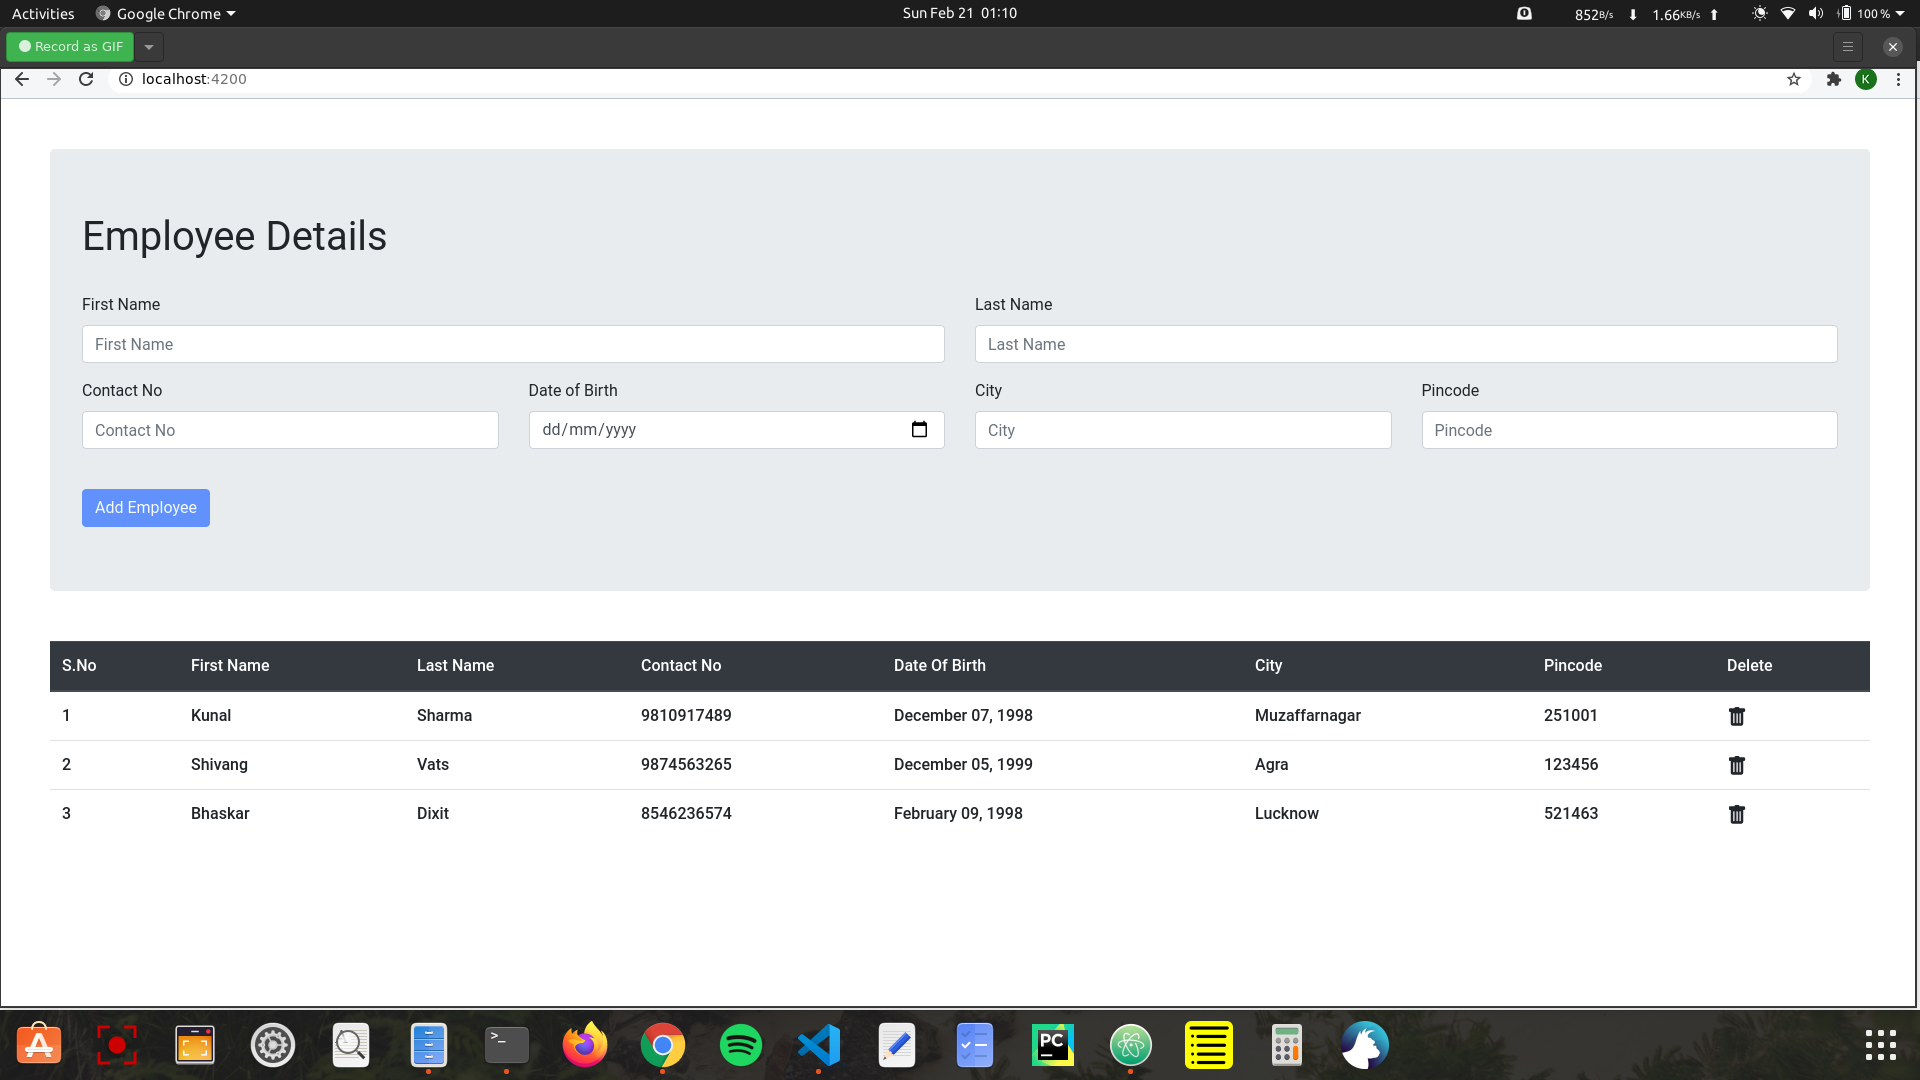 Activities Google Chrome Sun Feb 21 01:10 852B/s 1.66KB/s 100 %
Record as GIF
localhost:4200 K
Employee Details
First Name Last Name
First Name Last Name
Contact No Date of Birth City Pincode
Contact No dd/mm/yyyy City Pincode
Add Employee
S.No First Name Last Name Contact No Date Of Birth City Pincode Delete
1 Kunal Sharma 9810917489 December 07, 1998 Muzaffarnagar 251001
2 Shivang Vats 9874563265 December 05, 1999 Agra 123456
3 Bhaskar Dixit 8546236574 February 09, 1998 Lucknow 521463
>_ PC